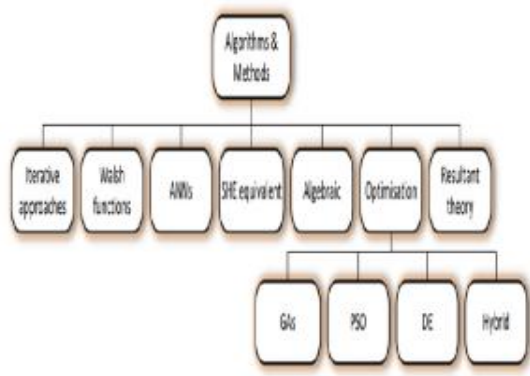 Algorithms &
Methods
Iterative
approaches
Walsh
functions
ANNs
SHE equivalent
Algebraic
Optimisation
Resultant
theory
GAs
PSO
DE
Hybrid